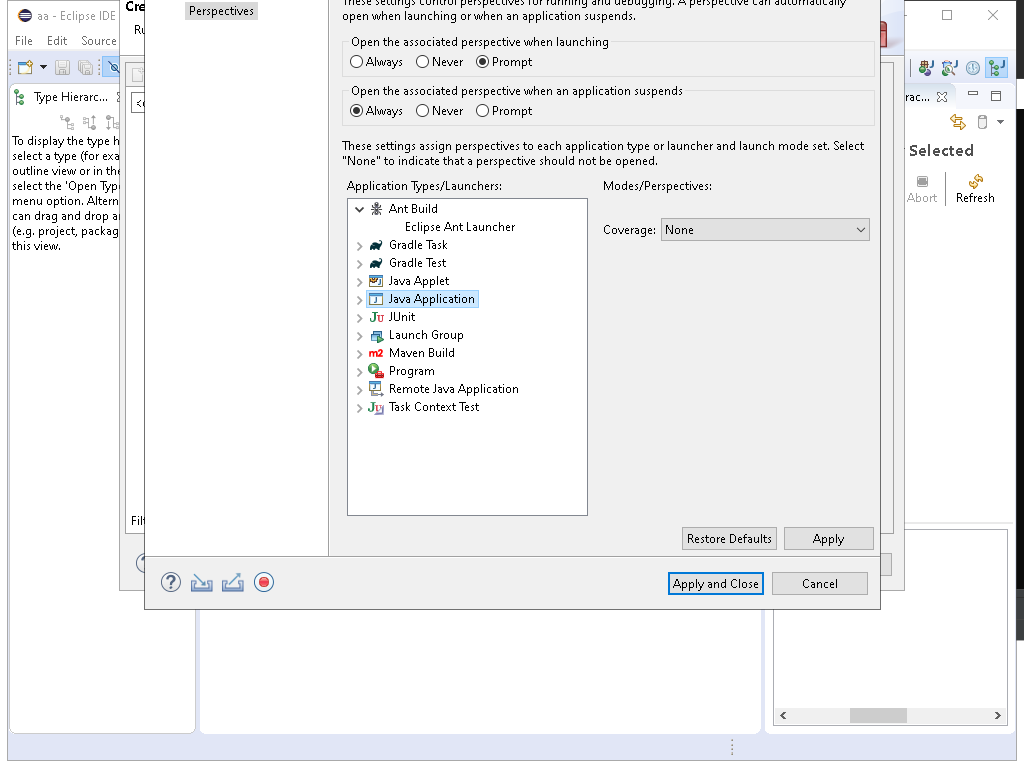 aa - Eclipse IDE
Cre
Perspectives
These settings control perspectives for running and debugging. A perspective can automatically
open when launching or when an application suspends.
File Edit Source
Open the associated perspective when launching
Always Never Prompt
Open the associated perspective when an application suspends
Always Never Prompt
Type Hierarc...
To display the type h
select a type (for exa
outline view or in the
select the 'Open Typ
menu option. Altern
can drag and drop a
(e.g. project, packag
this view.
These settings assign perspectives to each application type or launcher and launch mode set. Select
"None" to indicate that a perspective should not be opened.
Application Types/Launchers:
Modes/Perspectives:
Ant Build
Eclipse Ant Launcher
Gradle Task
Gradle Test
Java Applet
Java Application
JUnit
Launch Group
Maven Build
Program
Remote Java Application
Task Context Test
Coverage: None
rac...
Selected
Abort Refresh
Filt
Restore Defaults Apply
Apply and Close Cancel